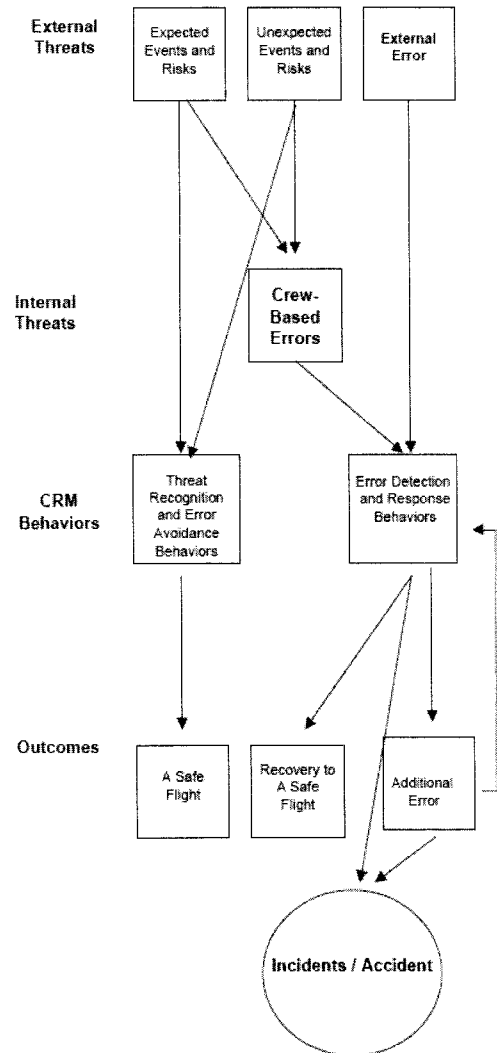 External
Threats
Expected
Events and
Risks
Unexpected
Events and
Risks
External
Error
Internal
Threats
Crew-
Based
Errors
CRM
Behaviors
Threat
Recognition
and Error
Avoidance
Behaviors
Error Detection
and Response
Behaviors
Outcomes
A Safe
Flight
Recovery to
A Safe
Flight
Additional
Error
Incidents / Accident